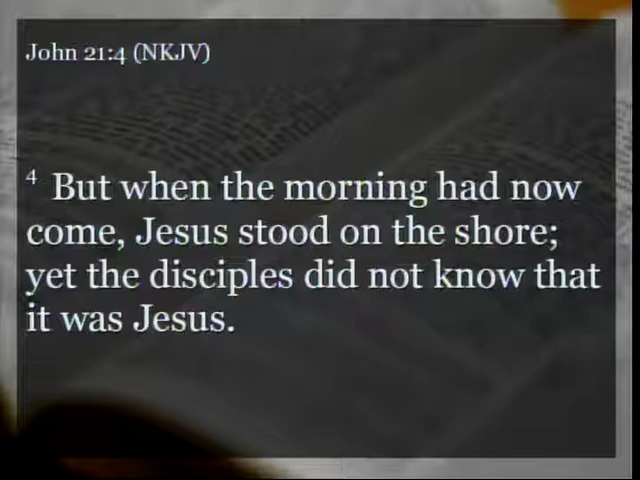 John 21:4 (NKJV)
4 But when the morning had now
come, Jesus stood on the shore;
yet the disciples did not know that
it was Jesus.